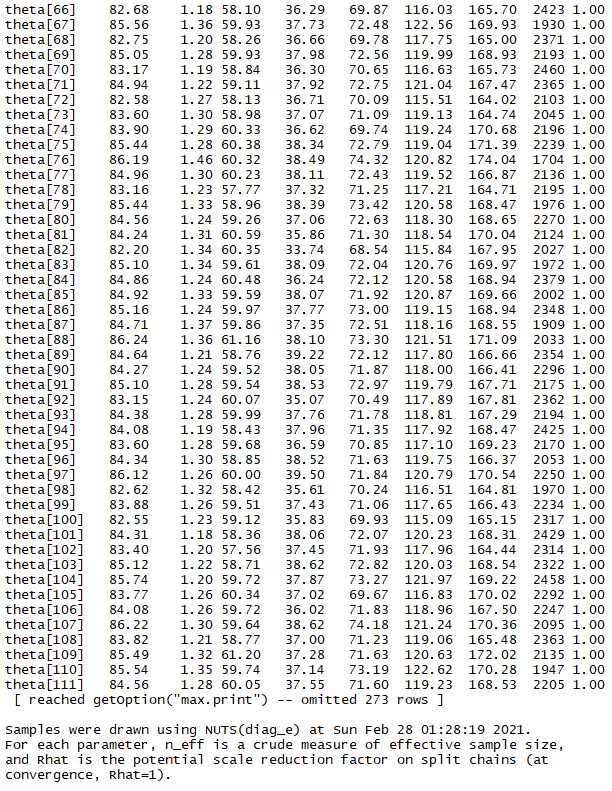 theta[66] 82.68 1.18 58.10 36.29 69.87 116.03 165.70 2423 1.00
theta[67] 85.56 1.36 59.93 37.73 72.48 122.56 169.93 1930 1.00
theta[68] 82.75 1.20 58.26 36.66 69.78 117.75 165.00 2371 1.00
theta[69] 85.05 1.28 59.93 37.98 72.56 119.99 168.93 2193 1.00
theta[70] 83.17 1.19 58.84 36.30 70.65 116.63 165.73 2460 1.00
theta[71] 84.94 1.22 59.11 37.92 72.75 121.04 167.47 2365 1.00
theta[72] 82.58 1.27 58.13 36.71 70.09 115.51 164.02 2103 1.00
theta[73] 83.60 1.30 58.98 37.07 71.09 119.13 164.74 2045 1.00
theta[74] 83.90 1.29 60.33 36.62 69.74 119.24 170.68 2196 1.00
theta[75] 85.44 1.28 60.38 38.34 72.79 119.04 171.39 2239 1.00
theta[76] 86.19 1.46 60.32 38.49 74.32 120.82 174.04 1704 1.00
theta[77] 84.96 1.30 60.23 38.11 72.43 119.52 166.87 2136 1.00
theta[78] 83.16 1.23 57.77 37.32 71.25 117.21 164.71 2195 1.00
theta[79] 85.44 1.33 58.96 38.39 73.42 120.58 168.47 1976 1.00
theta[80] 84.56 1.24 59.26 37.06 72.63 118.30 168.65 2270 1.00
theta[81] 84.24 1.31 60.59 35.86 71.30 118.54 170.04 2124 1.00
theta[82] 82.20 1.34 60.35 33.74 68.54 115.84 167.95 2027 1.00
theta[83] 85.10 1.34 59.61 38.09 72.04 120.76 169.97 1972 1.00
theta[84] 84.86 1.24 60.48 36.24 72.12 120.58 168.94 2379 1.00
theta[85] 84.92 1.33 59.59 38.07 71.92 120.87 169.66 2002 1.00
theta[86] 85.16 1.24 59.97 37.77 73.00 119.15 168.94 2348 1.00
theta[87] 84.71 1.37 59.86 37.35 72.51 118.16 168.55 1909 1.00
theta[88] 86.24 1.36 61.16 38.10 73.30 121.51 171.09 2033 1.00
theta[89] 84.64 1.21 58.76 39.22 72.12 117.80 166.66 2354 1.00
theta[90] 84.27 1.24 59.52 38.05 71.87 118.00 166.41 2296 1.00
theta[91] 85.10 1.28 59.54 38.53 72.97 119.79 167.71 2175 1.00
theta[92] 83.15 1.24 60.07 35.07 70.49 117.89 167.81 2362 1.00
theta[93] 84.38 1.28 59.99 37.76 71.78 118.81 167.29 2194 1.00
theta[94] 84.08 1.19 58.43 37.96 71.35 117.92 168.47 2425 1.00
theta[95] 83.60 1.28 59.68 36.59 70.85 117.10 169.23 2170 1.00
theta[96] 84.34 1.30 58.85 38.52 71.63 119.75 166.37 2053 1.00
theta[97] 86.12 1.26 60.00 39.50 71.84 120.79 170.54 2250 1.00
theta[98] 82.62 1.32 58.42 35.61 70.24 116.51 164.81 1970 1.00
theta[99] 83.88 1.26 59.51 37.43 71.06 117.65 166.43 2234 1.00
theta[100] 82.55 1.23 59.12 35.83 69.93 115.09 165.15 2317 1.00
theta[101] 84.31 1.18 58.36 38.06 72.07 120.23 168.31 2429 1.00
theta[102] 83.40 1.20 57.56 37.45 71.93 117.96 164.44 2314 1.00
theta[103] 85.12 1.22 58.71 38.62 72.82 120.03 168.54 2322 1.00
theta[104] 85.74 1.20 59.72 37.87 73.27 121.97 169.22 2458 1.00
theta[105] 83.77 1.26 60.34 37.02 69.67 116.83 170.02 2292 1.00
theta[106] 84.08 1.26 59.72 36.02 71.83 118.96 167.50 2247 1.00
theta[107] 86.22 1.30 59.64 38.62 74.18 121.24 170.36 2095 1.00
theta[108] 83.82 1.21 58.77 37.00 71.23 119.06 165.48 2363 1.00
theta[109] 85.49 1.32 61.20 37.28 71.63 120.63 172.02 2135 1.00
theta[110] 85.54 1.35 59.74 37.14 73.19 122.62 170.28 1947 1.00
theta[111] 84.56 1.28 60.05 37.55 71.60 119.23 168.53 2205 1.00
[ reached getOption("max.print") -- omitted 273 rows ]
Samples were drawn using NUTS(diag_e) at Sun Feb 28 01:28:19 2021.
For each parameter, n_eff is a crude measure of effective sample size,
and Rhat is the potential scale reduction factor on split chains (at
convergence, Rhat=1).